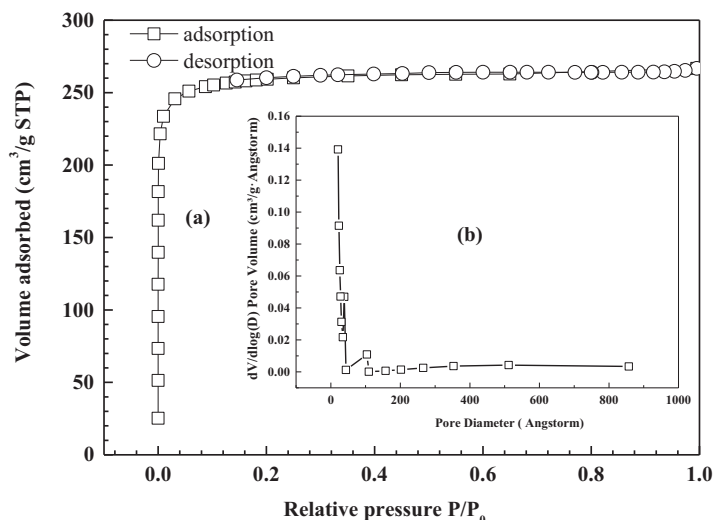 300
250
200
150
100
50
0
Volume adsorbed (cm³/g STP)
adsorption
desorption
(a)
0.16
0.14
0.12
0.10
0.08
0.06
0.04
0.02
0.00
dV/dlog(D) Pore Volume (cm³/g·Angstorm)
(b)
0 200 400 600 800 1000
Pore Diameter ( Angstorm)
0.0 0.2 0.4 0.6 0.8 1.0
Relative pressure P/P₀